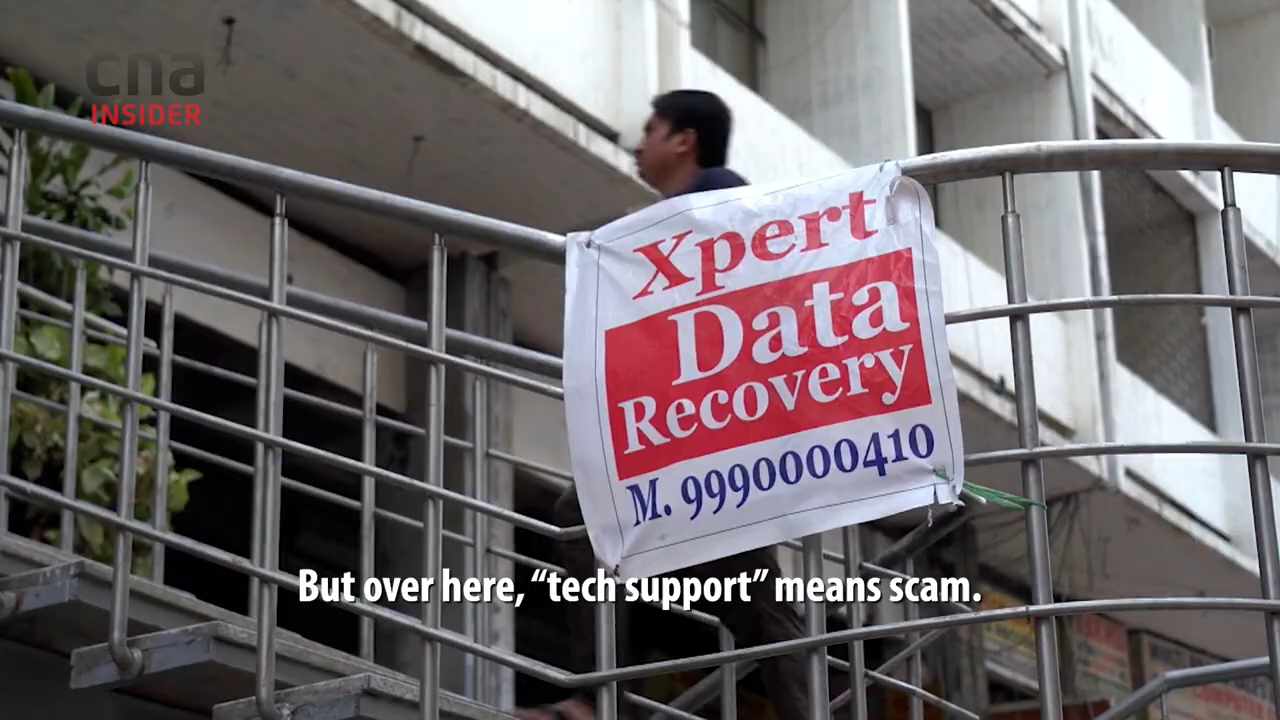 cna
INSIDER
Xpert
Data
Recovery
M. 9990000410
But over here, “tech support” means scam.